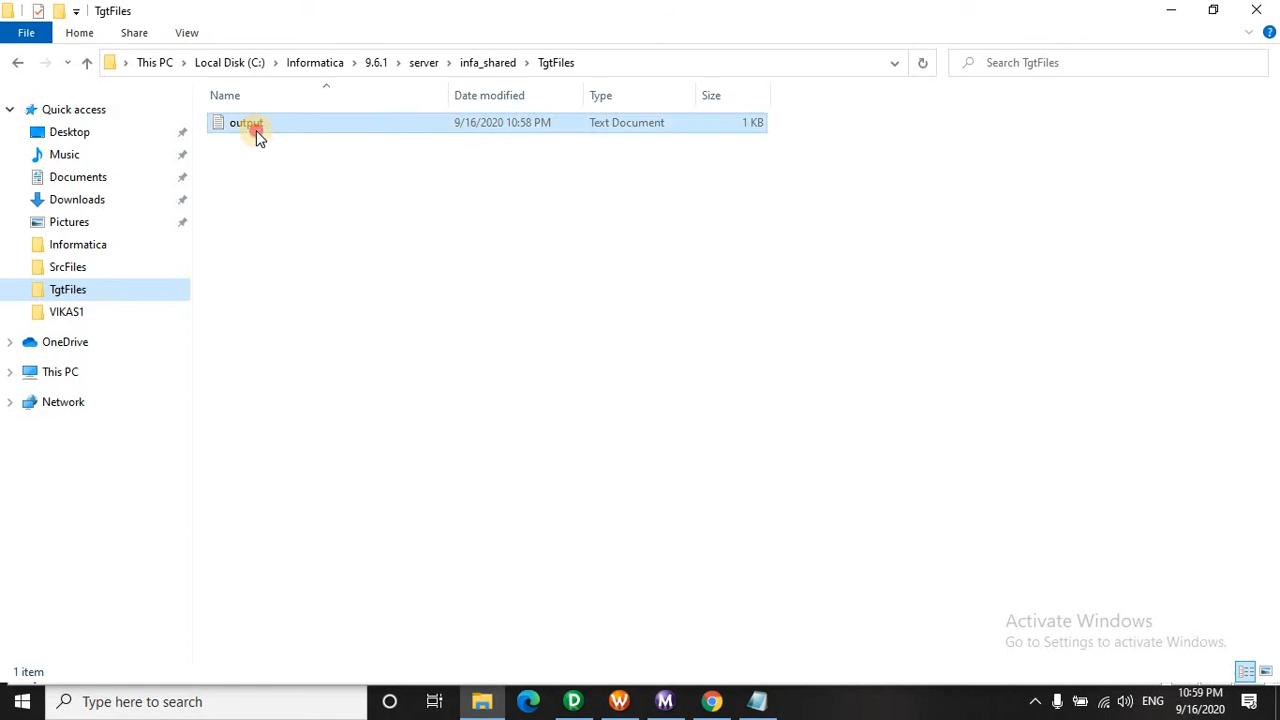 TgtFiles
File Home Share View
This PC Local Disk (C:) Informatica 9.6.1 server infa_shared TgtFiles Search TgtFiles
Name Date modified Type Size
output 9/16/2020 10:58 PM Text Document 1 KB
Quick access
Desktop
Music
Documents
Downloads
Pictures
Informatica
SrcFiles
TgtFiles
VIKAS1
OneDrive
This PC
Network
Activate Windows
Go to Settings to activate Windows.
1 item
Type here to search D W M ENG 10:59 PM
9/16/2020